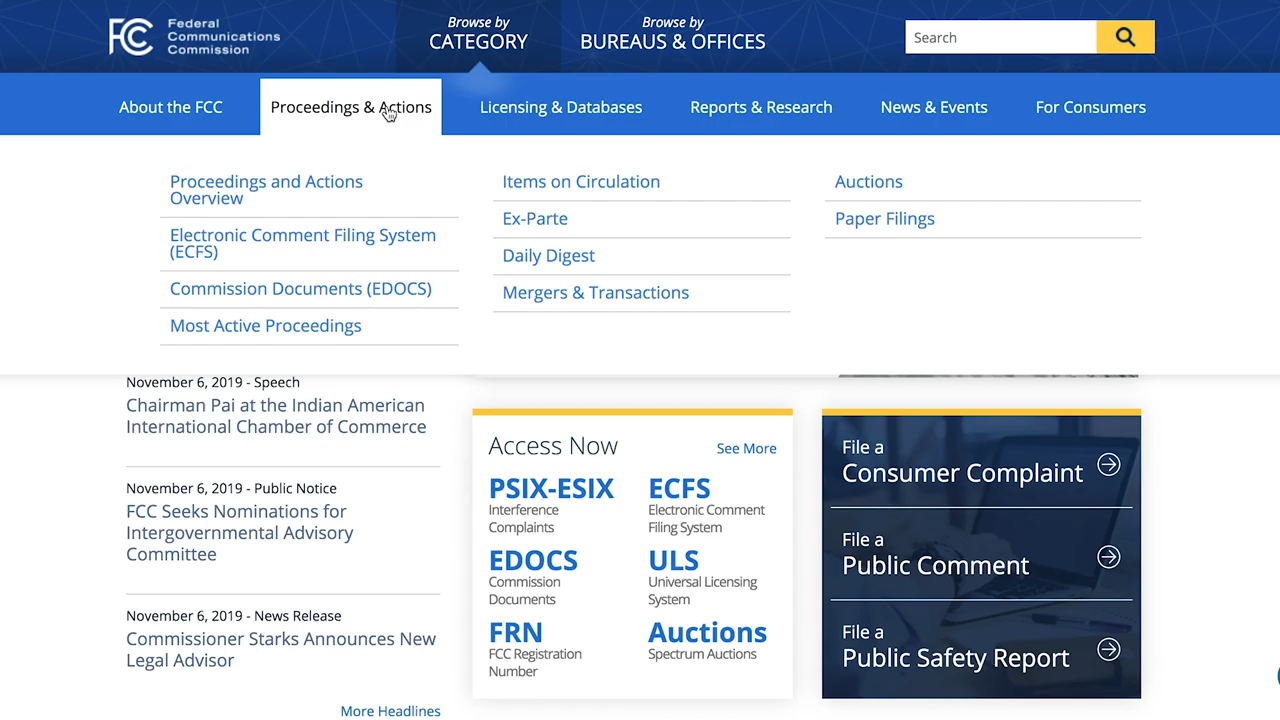 Federal
Communications
Commission
Browse by
CATEGORY
Browse by
BUREAUS & OFFICES
Search
About the FCC
Proceedings & Actions
Licensing & Databases
Reports & Research
News & Events
For Consumers
Proceedings and Actions
Overview
Electronic Comment Filing System
(ECFS)
Commission Documents (EDOCS)
Most Active Proceedings
Items on Circulation
Ex-Parte
Daily Digest
Mergers & Transactions
Auctions
Paper Filings
November 6, 2019 - Speech
Chairman Pai at the Indian American
International Chamber of Commerce
November 6, 2019 - Public Notice
FCC Seeks Nominations for
Intergovernmental Advisory
Committee
November 6, 2019 - News Release
Commissioner Starks Announces New
Legal Advisor
More Headlines
Access Now
See More
PSIX-ESIX
Interference
Complaints
ECFS
Electronic Comment
Filing System
EDOCS
Commission
Documents
ULS
Universal Licensing
System
FRN
FCC Registration
Number
Auctions
Spectrum Auctions
File a
Consumer Complaint
File a
Public Comment
File a
Public Safety Report